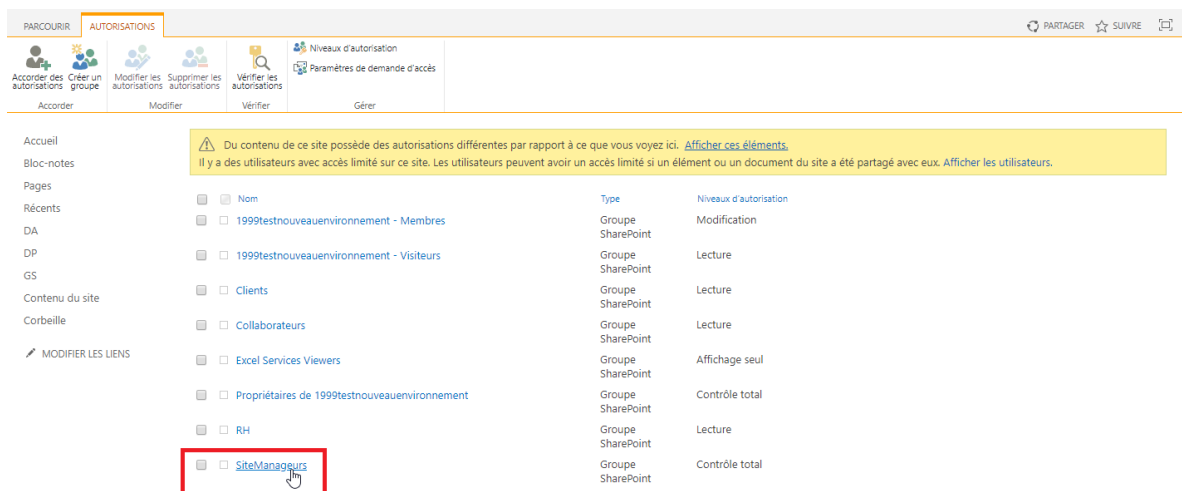 PARCOURIR AUTORISATIONS PARTAGER SUIVRE
Niveaux d'autorisation
Paramètres de demande d'accès
Accorder des autorisations
Créer un groupe
Modifier les autorisations
Supprimer les autorisations
Vérifier les autorisations
Accorder Modifier Vérifier Gérer
Accueil
Bloc-notes
Pages
Récents
DA
DP
GS
Contenu du site
Corbeille
MODIFIER LES LIENS
Du contenu de ce site possède des autorisations différentes par rapport à ce que vous voyez ici. Afficher ces éléments.
Il y a des utilisateurs avec accès limité sur ce site. Les utilisateurs peuvent avoir un accès limité si un élément ou un document du site a été partagé avec eux. Afficher les utilisateurs.
Nom Type Niveaux d'autorisation
1999testnouveauenvironnement - Membres Groupe SharePoint Modification
1999testnouveauenvironnement - Visiteurs Groupe SharePoint Lecture
Clients Groupe SharePoint Lecture
Collaborateurs Groupe SharePoint Lecture
Excel Services Viewers Groupe SharePoint Affichage seul
Propriétaires de 1999testnouveauenvironnement Groupe SharePoint Contrôle total
RH Groupe SharePoint Lecture
SiteManageurs Groupe SharePoint Contrôle total